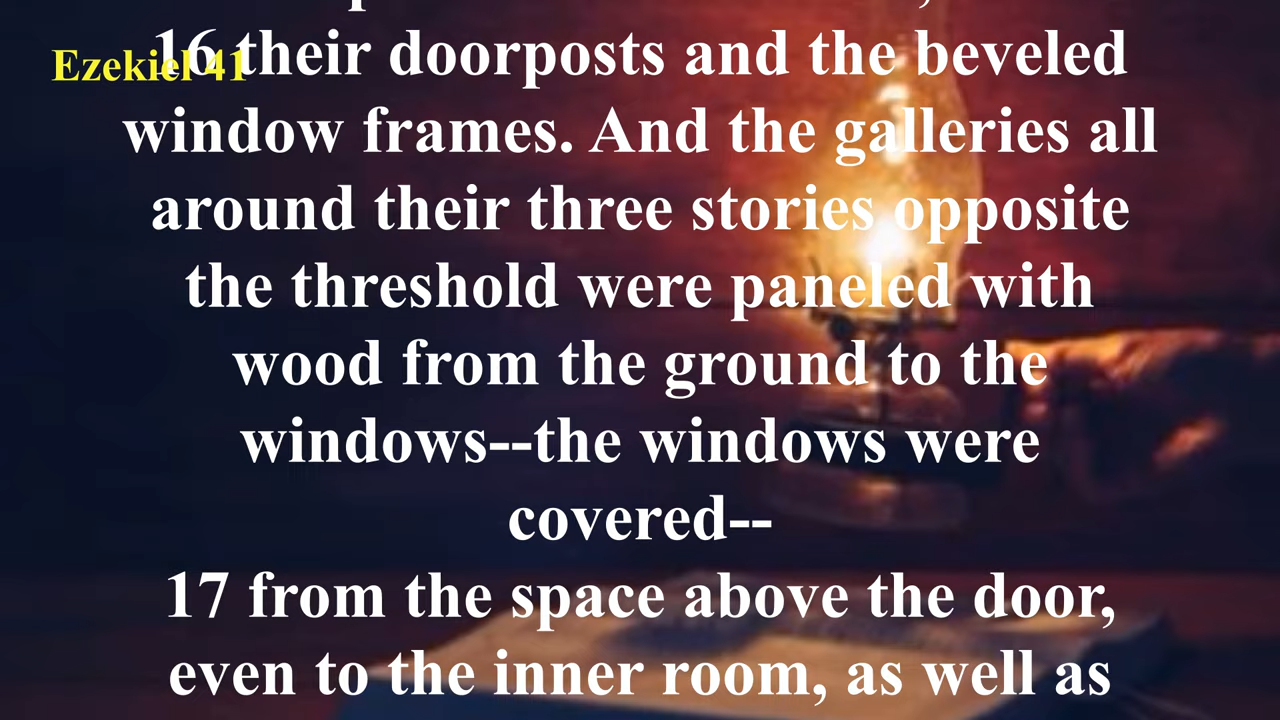 Ezekiel 41
16 their doorposts and the beveled
window frames. And the galleries all
around their three stories opposite
the threshold were paneled with
wood from the ground to the
windows--the windows were
covered--
17 from the space above the door,
even to the inner room, as well as